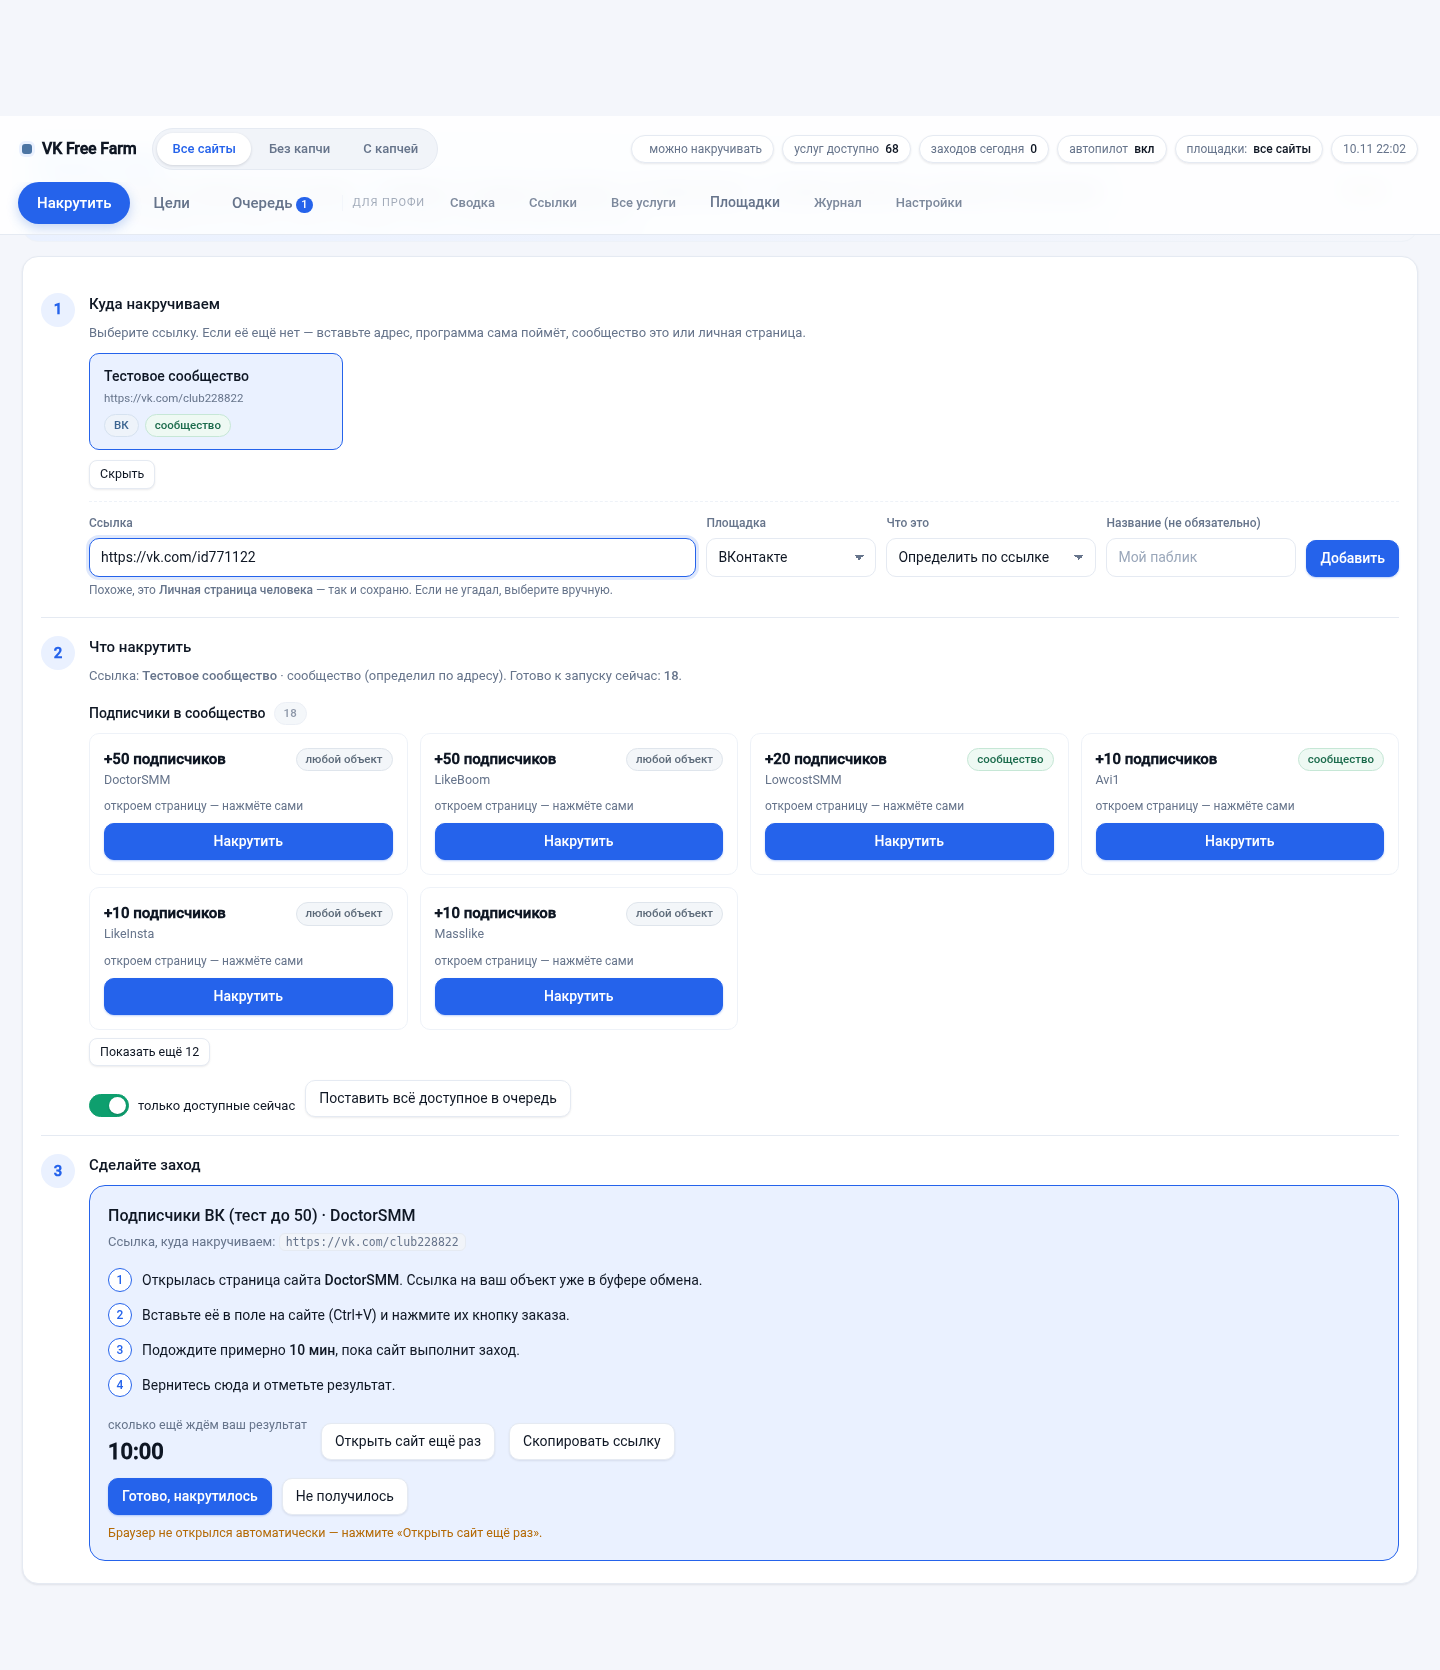 VK Free Farm Все сайты Без капчи С капчей можно накручивать услуг доступно 68 заходов сегодня 0 автопилот вкл площадки: все сайты 10.11 22:02
Накрутить Цели Очередь 1 ДЛЯ ПРОФИ Сводка Ссылки Все услуги Площадки Журнал Настройки
1 Куда накручиваем
Выберите ссылку. Если её ещё нет — вставьте адрес, программа сама поймёт, сообщество это или личная страница.
Тестовое сообщество
https://vk.com/club228822
ВК сообщество
Скрыть
Ссылка Площадка Что это Название (не обязательно)
https://vk.com/id771122 ВКонтакте Определить по ссылке Мой паблик Добавить
Похоже, это Личная страница человека — так и сохраню. Если не угадал, выберите вручную.
2 Что накрутить
Ссылка: Тестовое сообщество · сообщество (определил по адресу). Готово к запуску сейчас: 18.
Подписчики в сообщество 18
+50 подписчиков любой объект +50 подписчиков любой объект +20 подписчиков сообщество +10 подписчиков сообщество
DoctorSMM LikeBoom LowcostSMM Avi1
откроем страницу — нажмёте сами откроем страницу — нажмёте сами откроем страницу — нажмёте сами откроем страницу — нажмёте сами
Накрутить Накрутить Накрутить Накрутить
+10 подписчиков любой объект +10 подписчиков любой объект
LikeInsta Masslike
откроем страницу — нажмёте сами откроем страницу — нажмёте сами
Накрутить Накрутить
Показать ещё 12
только доступные сейчас Поставить всё доступное в очередь
3 Сделайте заход
Подписчики ВК (тест до 50) · DoctorSMM
Ссылка, куда накручиваем: https://vk.com/club228822
1 Открылась страница сайта DoctorSMM. Ссылка на ваш объект уже в буфере обмена.
2 Вставьте её в поле на сайте (Ctrl+V) и нажмите их кнопку заказа.
3 Подождите примерно 10 мин, пока сайт выполнит заход.
4 Вернитесь сюда и отметьте результат.
сколько ещё ждём ваш результат
10:00 Открыть сайт ещё раз Скопировать ссылку
Готово, накрутилось Не получилось
Браузер не открылся автоматически — нажмите «Открыть сайт ещё раз».